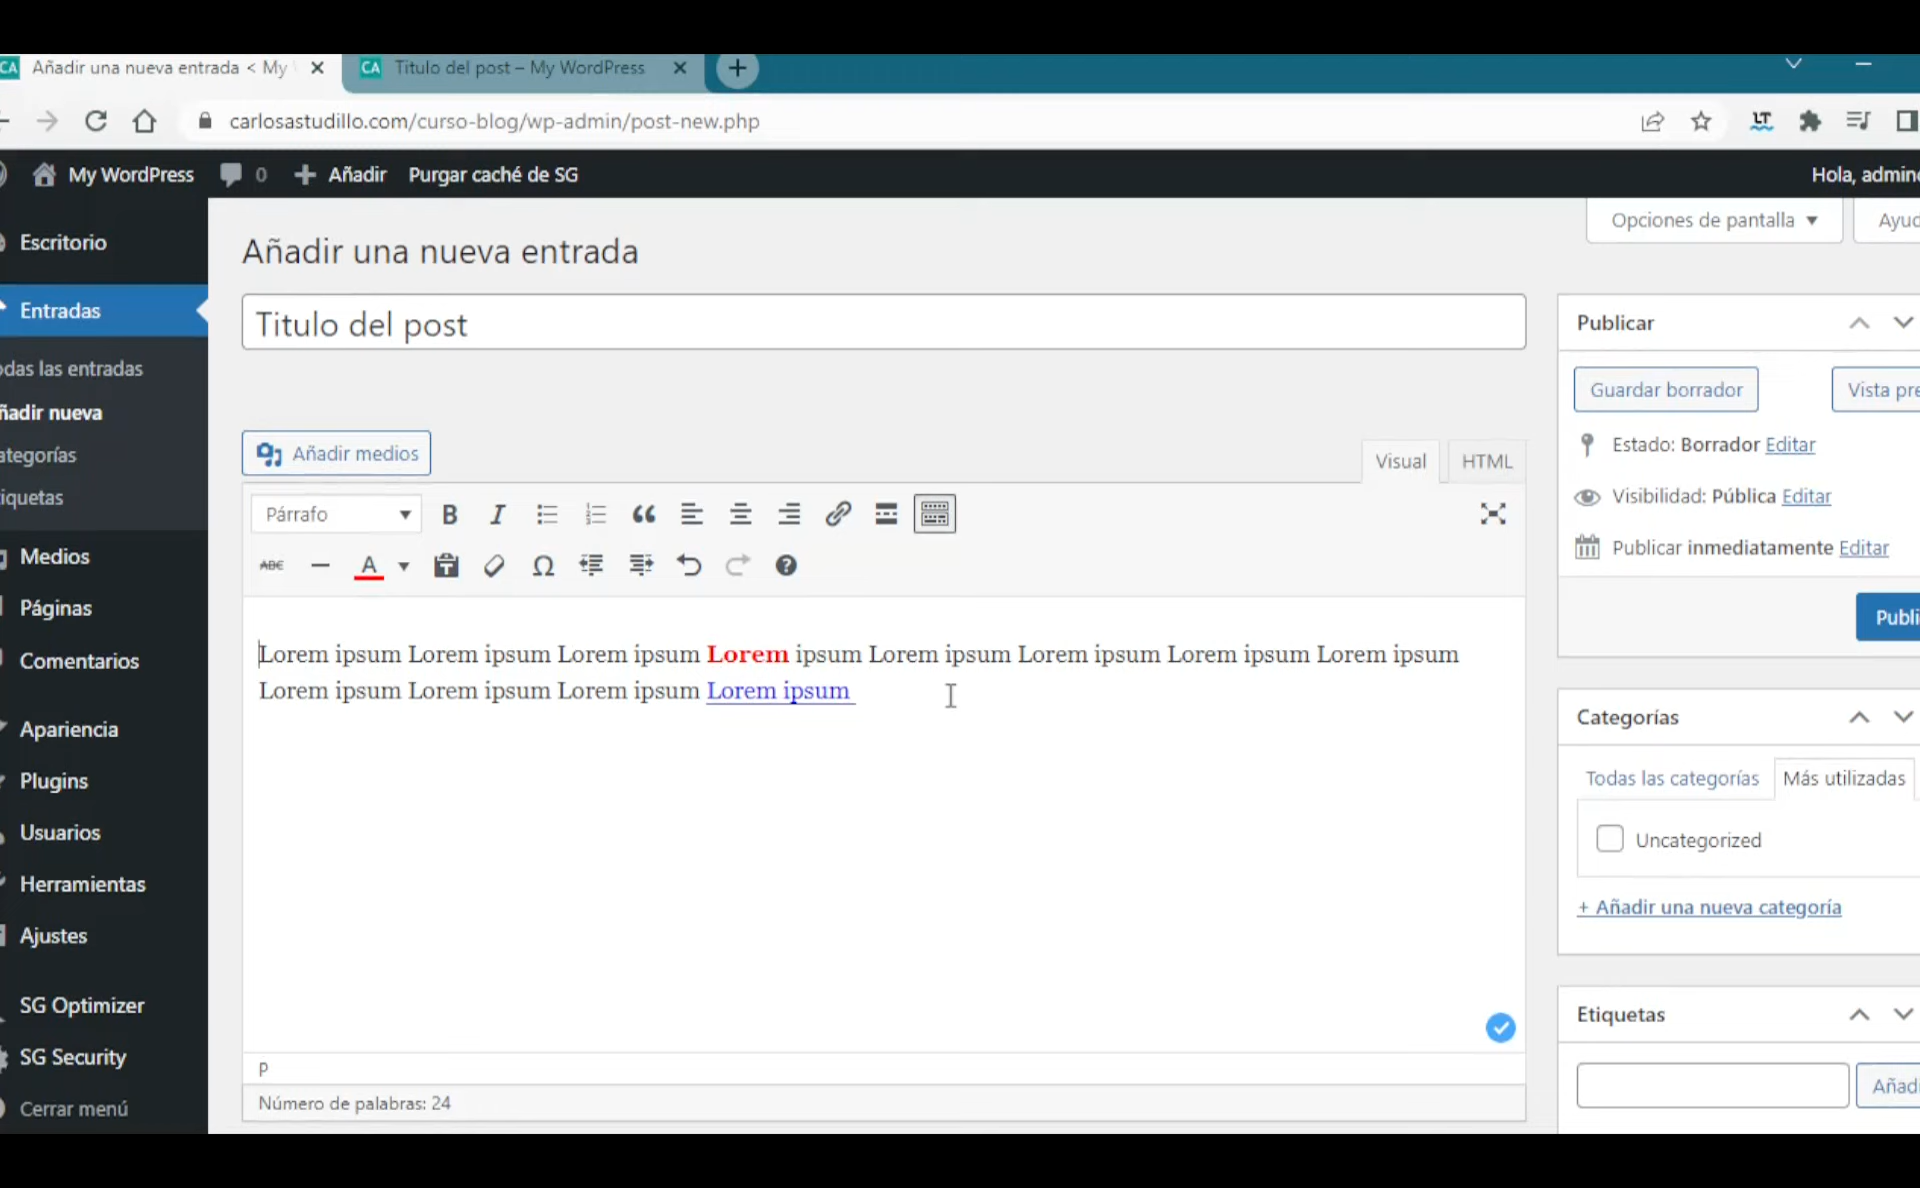 Añadir una nueva entrada < My
Titulo del post – My WordPress
carlosastudillo.com/curso-blog/wp-admin/post-new.php
My WordPress 0 Añadir Purgar caché de SG
Hola, admin
Opciones de pantalla
Ayud
Escritorio
Entradas
das las entradas
ñadir nueva
ategorías
iquetas
Medios
Páginas
Comentarios
Apariencia
Plugins
Usuarios
Herramientas
Ajustes
SG Optimizer
SG Security
Cerrar menú
Añadir una nueva entrada
Titulo del post
Añadir medios
Visual HTML
Párrafo
B I
ABC A
Lorem ipsum Lorem ipsum Lorem ipsum Lorem ipsum Lorem ipsum Lorem ipsum Lorem ipsum Lorem ipsum
Lorem ipsum Lorem ipsum Lorem ipsum Lorem ipsum
p
Número de palabras: 24
Publicar
Guardar borrador Vista pre
Estado: Borrador Editar
Visibilidad: Pública Editar
Publicar inmediatamente Editar
Publi
Categorías
Todas las categorías Más utilizadas
Uncategorized
+ Añadir una nueva categoría
Etiquetas
Añadi